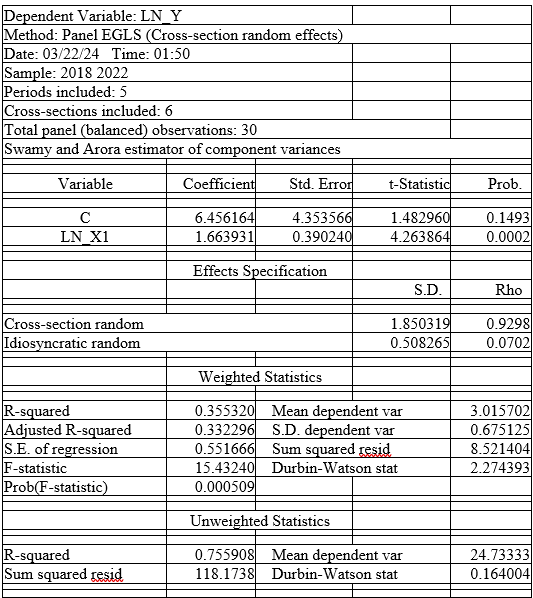 Dependent Variable: LN_Y
Method: Panel EGLS (Cross-section random effects)
Date: 03/22/24 Time: 01:50
Sample: 2018 2022
Periods included: 5
Cross-sections included: 6
Total panel (balanced) observations: 30
Swamy and Arora estimator of component variances
Variable Coefficient Std. Error t-Statistic Prob.
C 6.456164 4.353566 1.482960 0.1493
LN_X1 1.663931 0.390240 4.263864 0.0002
Effects Specification
S.D. Rho
Cross-section random 1.850319 0.9298
Idiosyncratic random 0.508265 0.0702
Weighted Statistics
R-squared 0.355320 Mean dependent var 3.015702
Adjusted R-squared 0.332296 S.D. dependent var 0.675125
S.E. of regression 0.551666 Sum squared resid 8.521404
F-statistic 15.43240 Durbin-Watson stat 2.274393
Prob(F-statistic) 0.000509
Unweighted Statistics
R-squared 0.755908 Mean dependent var 24.73333
Sum squared resid 118.1738 Durbin-Watson stat 0.164004